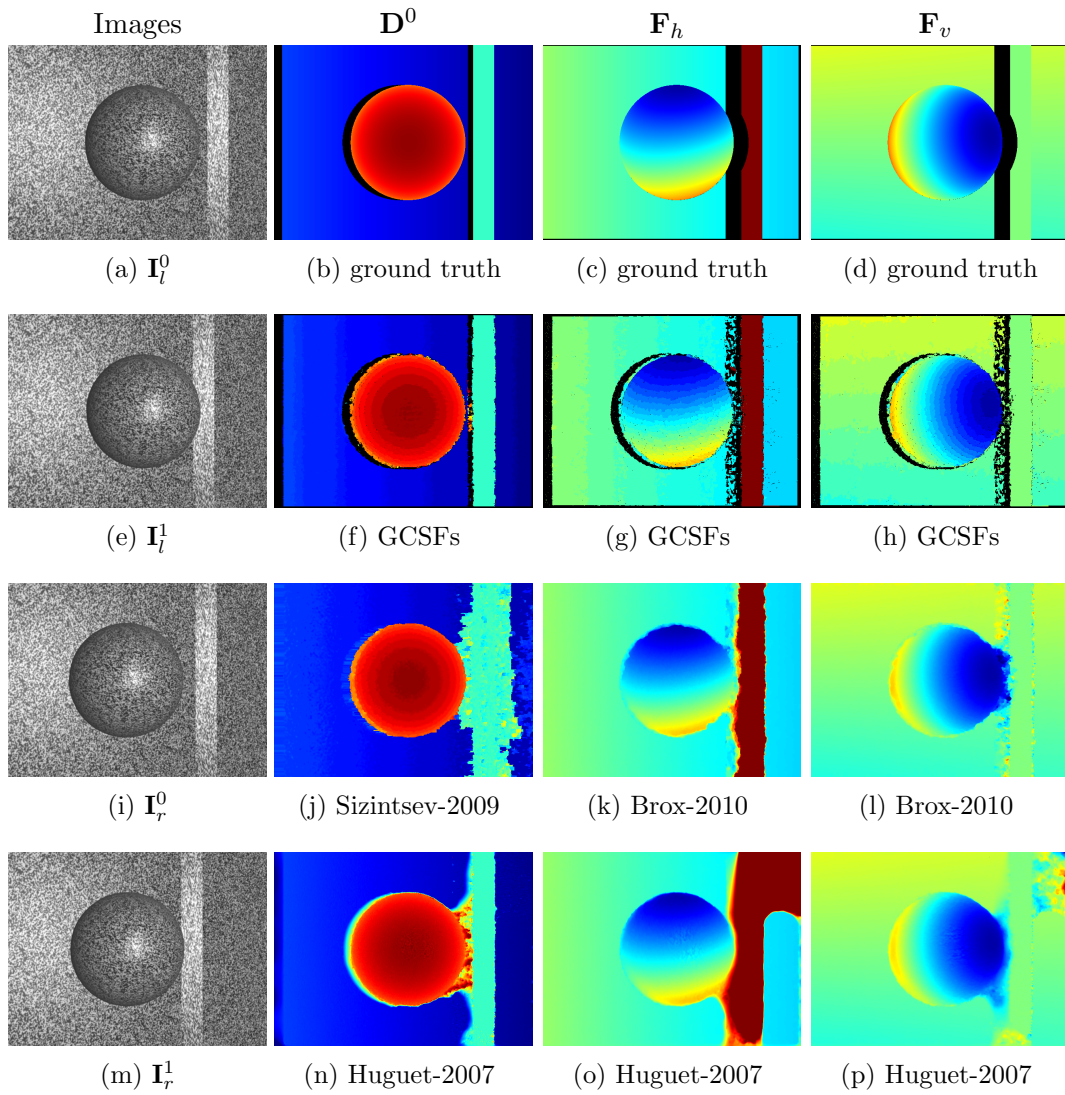 Images D⁰ F_h F_v
(a) I_l^0 (b) ground truth (c) ground truth (d) ground truth
(e) I_l^1 (f) GCSFs (g) GCSFs (h) GCSFs
(i) I_r^0 (j) Sizintsev-2009 (k) Brox-2010 (l) Brox-2010
(m) I_r^1 (n) Huguet-2007 (o) Huguet-2007 (p) Huguet-2007